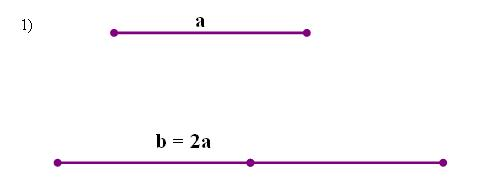 1)
a
b = 2a